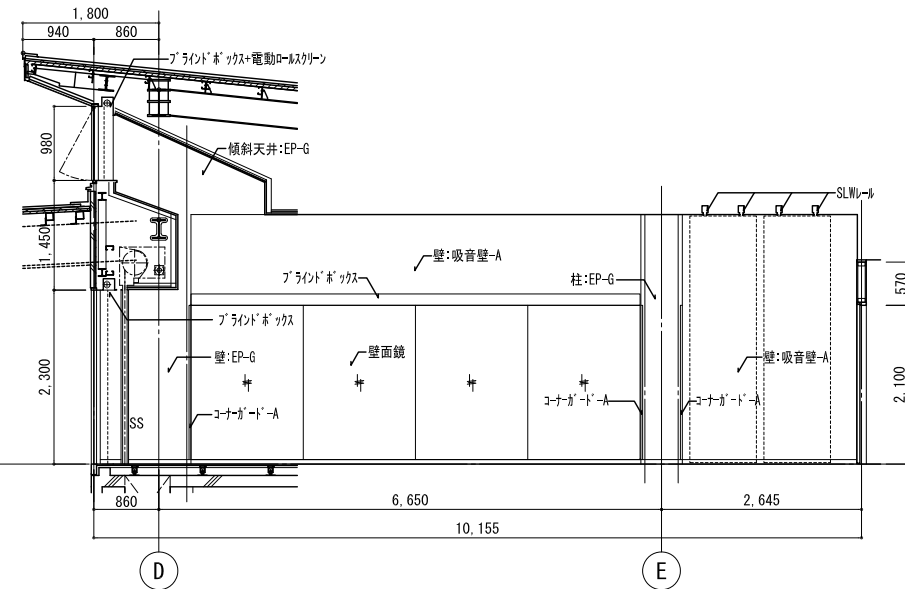 1,800
940
860
ブラインドボックス+電動ロールスクリーン
980
傾斜天井:EP-G
SLWレール
1,450
壁:吸音壁-A
ブラインドボックス
柱:EP-G
570
ブラインドボックス
壁:EP-G
壁面鏡
壁:吸音壁-A
2,300
2,100
コーナーガード-A
コーナーガード-A
コーナーガード-A
SS
860
6,650
2,645
10,155
D
E